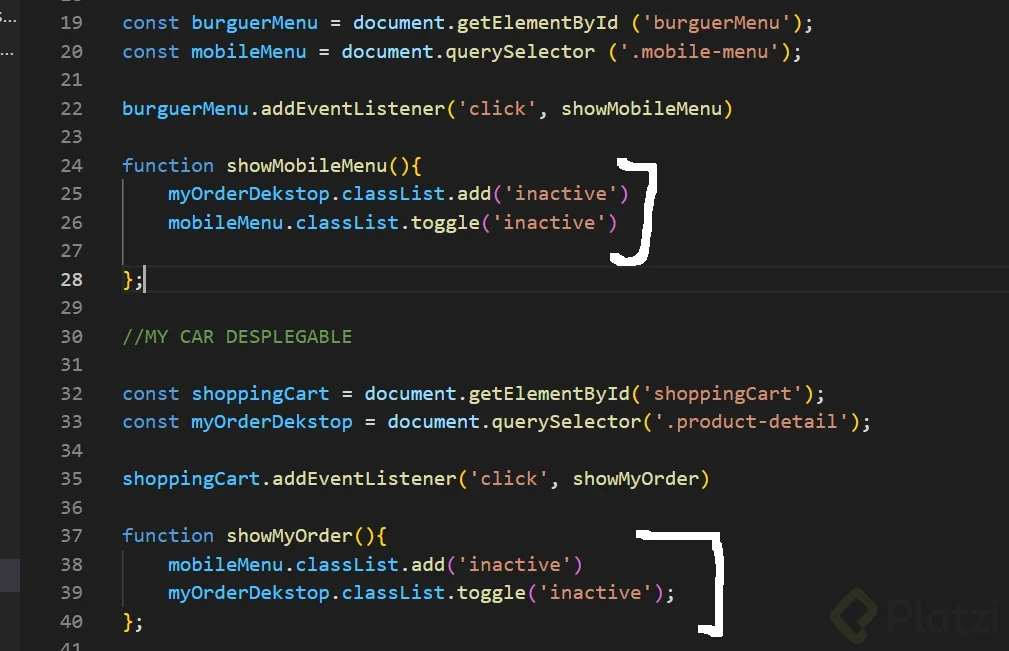 19 const burguerMenu = document.getElementById ('burguerMenu');
20 const mobileMenu = document.querySelector ('.mobile-menu');
21
22 burguerMenu.addEventListener('click', showMobileMenu)
23
24 function showMobileMenu(){
25 myOrderDekstop.classList.add('inactive')
26 mobileMenu.classList.toggle('inactive')
27
28 };
29
30 //MY CAR DESPLEGABLE
31
32 const shoppingCart = document.getElementById('shoppingCart');
33 const myOrderDekstop = document.querySelector('.product-detail');
34
35 shoppingCart.addEventListener('click', showMyOrder)
36
37 function showMyOrder(){
38 mobileMenu.classList.add('inactive')
39 myOrderDekstop.classList.toggle('inactive');
40 };
41
Platzi